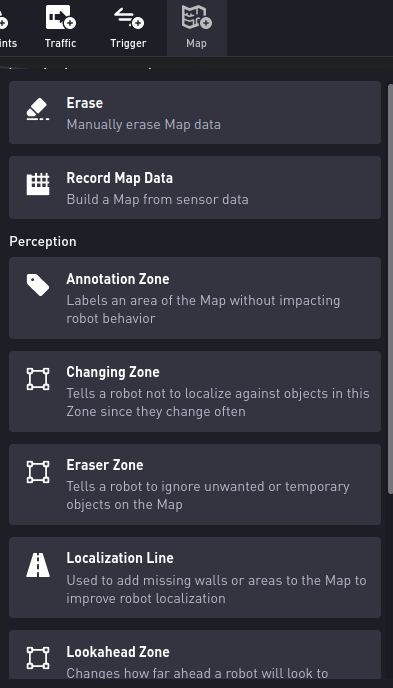 ints Traffic Trigger Map
Erase
Manually erase Map data
Record Map Data
Build a Map from sensor data
Perception
Annotation Zone
Labels an area of the Map without impacting
robot behavior
Changing Zone
Tells a robot not to localize against objects in this
Zone since they change often
Eraser Zone
Tells a robot to ignore unwanted or temporary
objects on the Map
Localization Line
Used to add missing walls or areas to the Map to
improve robot localization
Lookahead Zone
Changes how far ahead a robot will look to